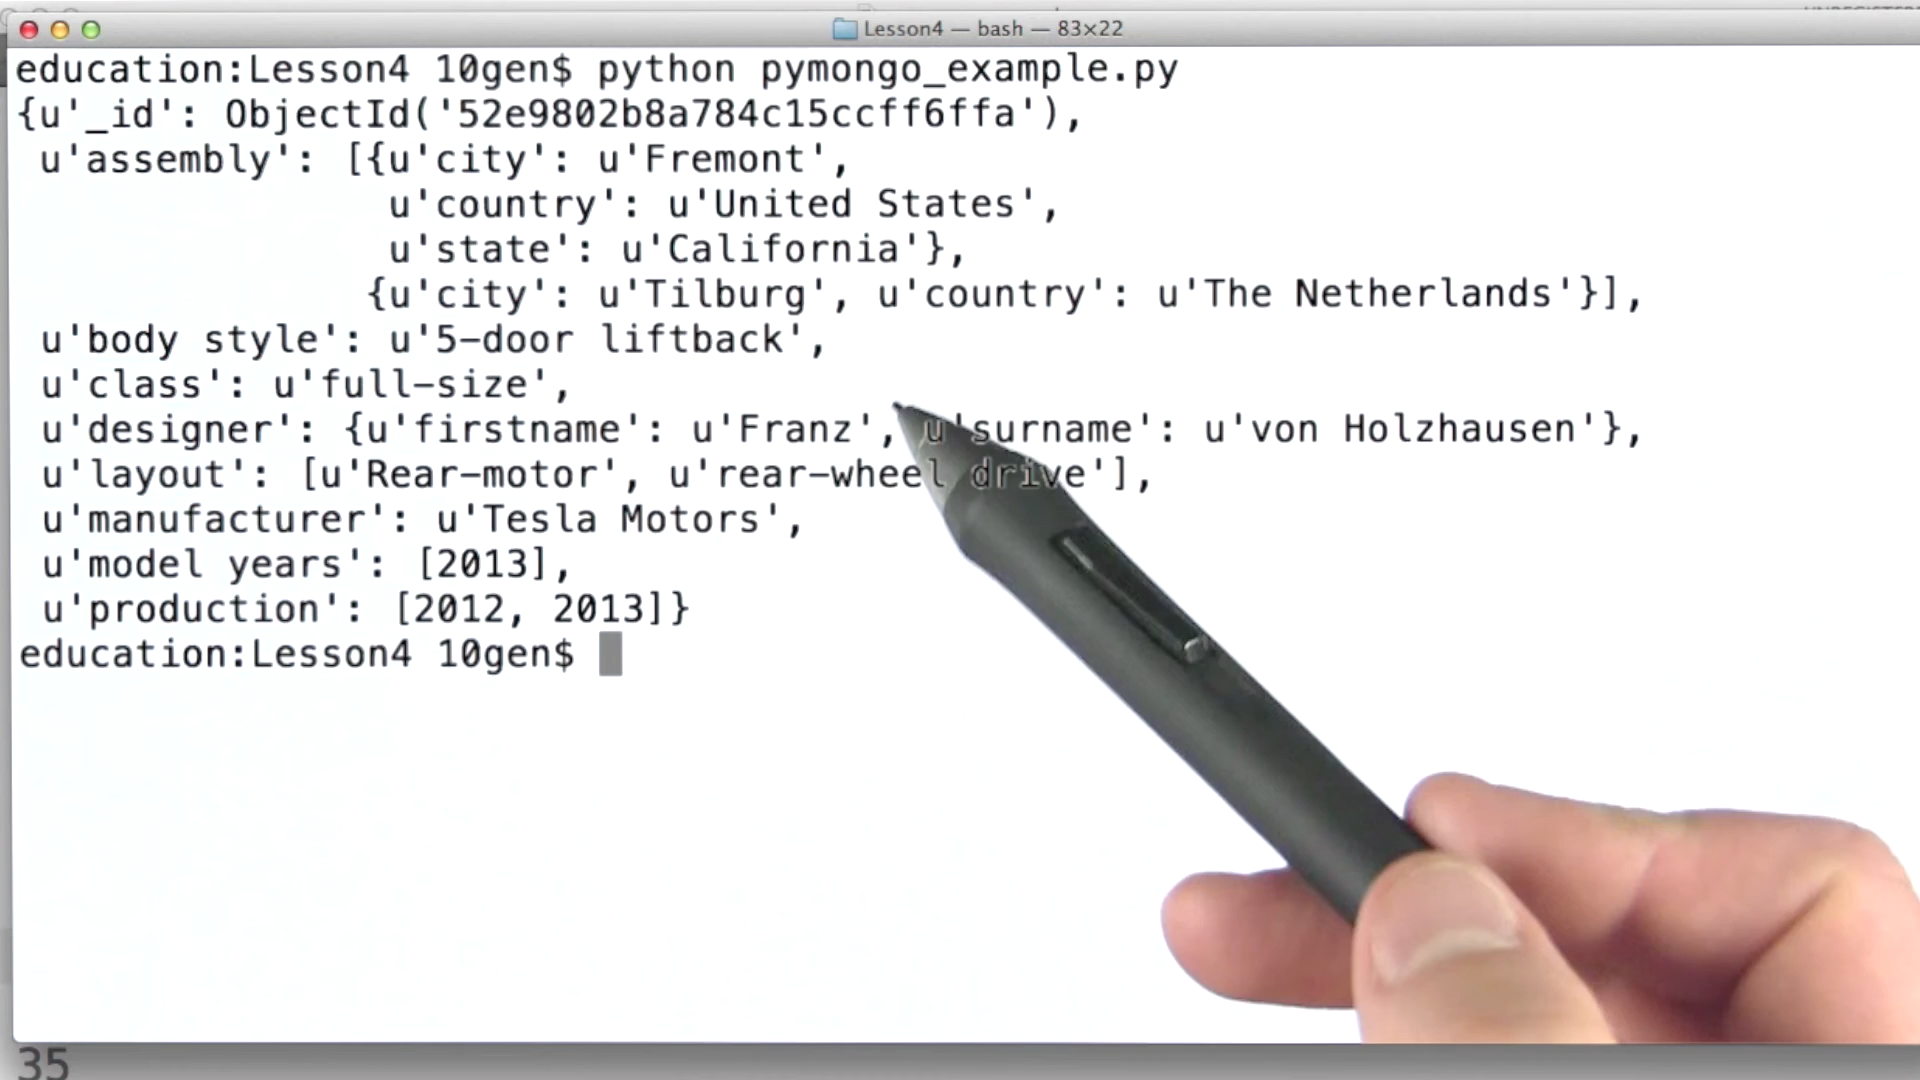 Lesson4 — bash — 83×22
education:Lesson4 10gen$ python pymongo_example.py
{u'_id': ObjectId('52e9802b8a784c15ccff6ffa'),
 u'assembly': [{u'city': u'Fremont',
                u'country': u'United States',
                u'state': u'California'},
               {u'city': u'Tilburg', u'country': u'The Netherlands'}],
 u'body style': u'5-door liftback',
 u'class': u'full-size',
 u'designer': {u'firstname': u'Franz', u'surname': u'von Holzhausen'},
 u'layout': [u'Rear-motor', u'rear-wheel drive'],
 u'manufacturer': u'Tesla Motors',
 u'model years': [2013],
 u'production': [2012, 2013]}
education:Lesson4 10gen$
35